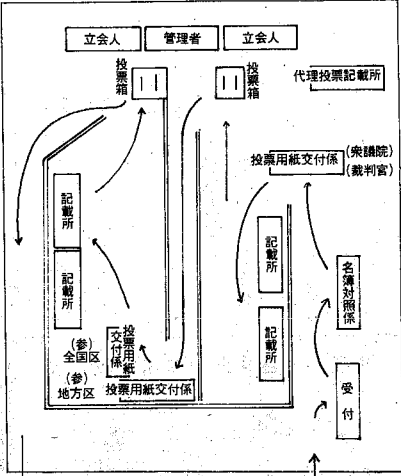 立会人
管理者
立会人
投票箱
投票箱
代理投票記載所
投票用紙交付係
(衆議院)
(裁判官)
記載所
記載所
記載所
記載所
名簿対照係
投票用紙
交付係
(参)
全国区
(参)
地方区
投票用紙交付係
受付